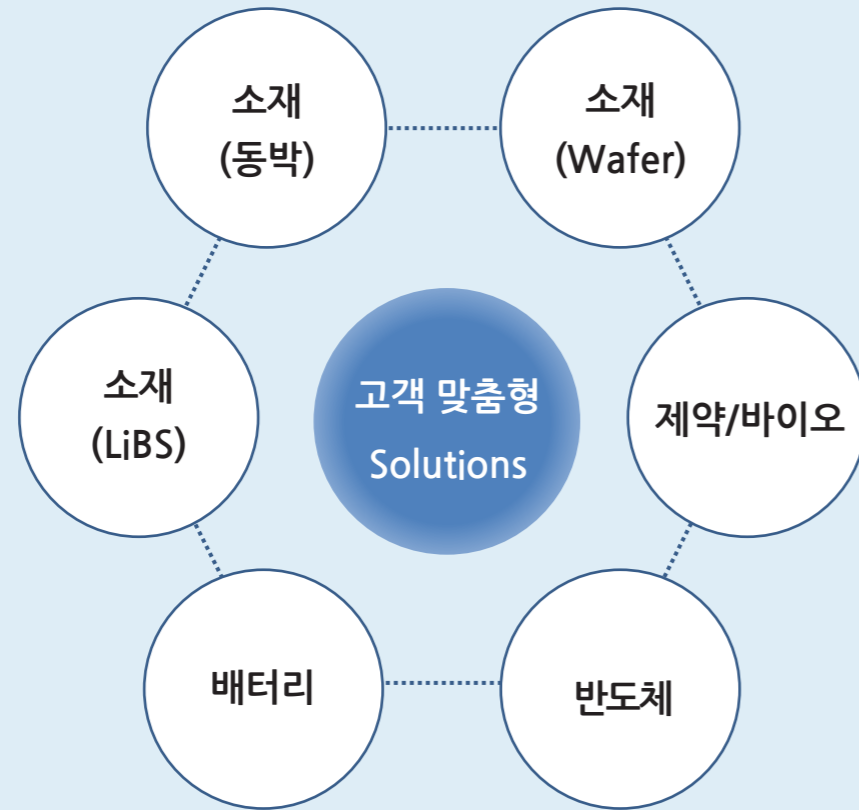 소재
(동박)
소재
(Wafer)
소재
(LiBS)
고객 맞춤형
Solutions
제약/바이오
배터리
반도체